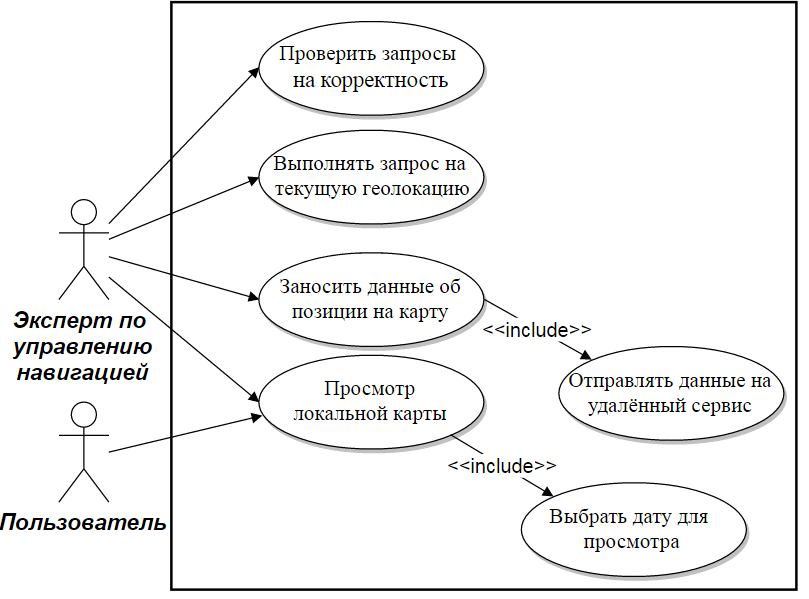 Проверить запросы
на корректность
Выполнять запрос на
текущую геолокацию
Заносить данные об
позиции на карту
<<include>>
Отправлять данные на
удалённый сервис
Просмотр
локальной карты
<<include>>
Выбрать дату для
просмотра
Эксперт по
управлению
навигацией
Пользователь